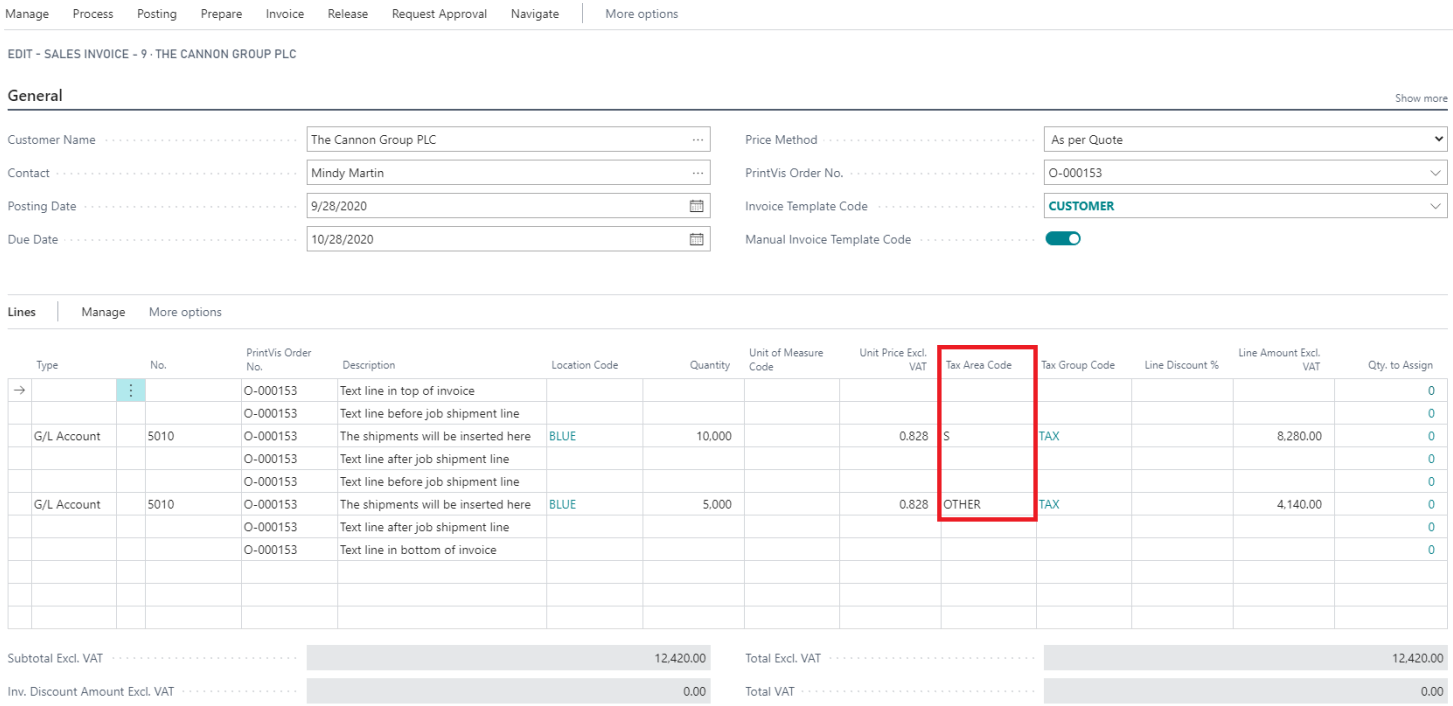 Manage Process Posting Prepare Invoice Release Request Approval Navigate More options
EDIT - SALES INVOICE - 9 · THE CANNON GROUP PLC
General Show more
Customer Name The Cannon Group PLC Price Method As per Quote
Contact Mindy Martin PrintVis Order No. O-000153
Posting Date 9/28/2020 Invoice Template Code CUSTOMER
Due Date 10/28/2020 Manual Invoice Template Code
Lines Manage More options
PrintVis Order Unit of Measure Unit Price Excl. Line Amount Excl.
Type No. No. Description Location Code Quantity Code VAT Tax Area Code Tax Group Code Line Discount % VAT Qty. to Assign
O-000153 Text line in top of invoice 0
O-000153 Text line before job shipment line 0
G/L Account 5010 O-000153 The shipments will be inserted here BLUE 10,000 0.828 S TAX 8,280.00 0
O-000153 Text line after job shipment line 0
O-000153 Text line before job shipment line 0
G/L Account 5010 O-000153 The shipments will be inserted here BLUE 5,000 0.828 OTHER TAX 4,140.00 0
O-000153 Text line after job shipment line 0
O-000153 Text line in bottom of invoice 0
Subtotal Excl. VAT 12,420.00 Total Excl. VAT 12,420.00
Inv. Discount Amount Excl. VAT 0.00 Total VAT 0.00